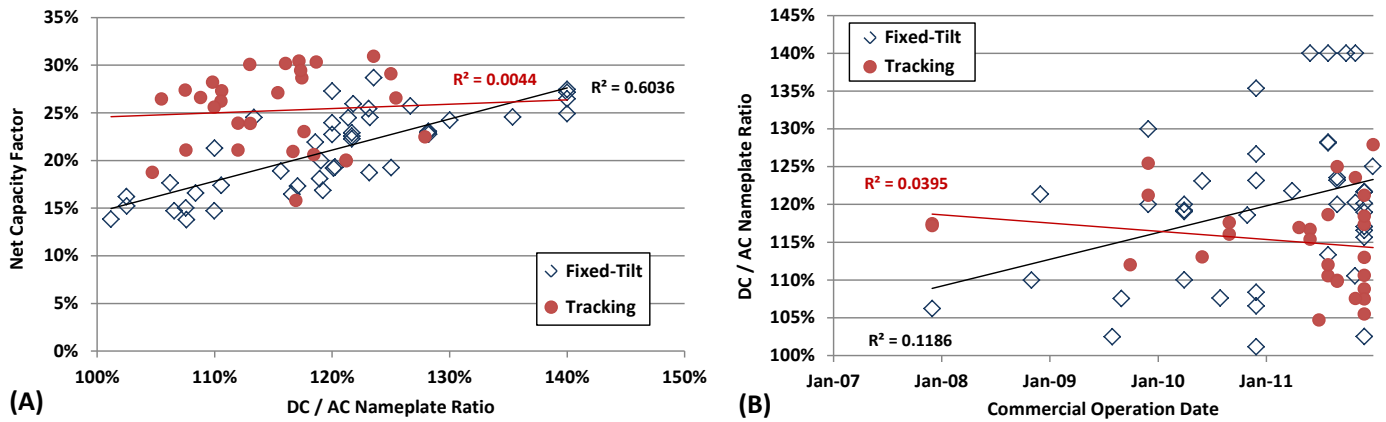 35%
30%
25%
20%
15%
10%
5%
0%
Net Capacity Factor
R² = 0.0044
R² = 0.6036
Fixed-Tilt
Tracking
100%
110%
120%
130%
140%
150%
DC / AC Nameplate Ratio
(A)
145%
140%
135%
130%
125%
120%
115%
110%
105%
100%
DC / AC Nameplate Ratio
Fixed-Tilt
Tracking
R² = 0.0395
R² = 0.1186
Jan-07
Jan-08
Jan-09
Jan-10
Jan-11
Commercial Operation Date
(B)